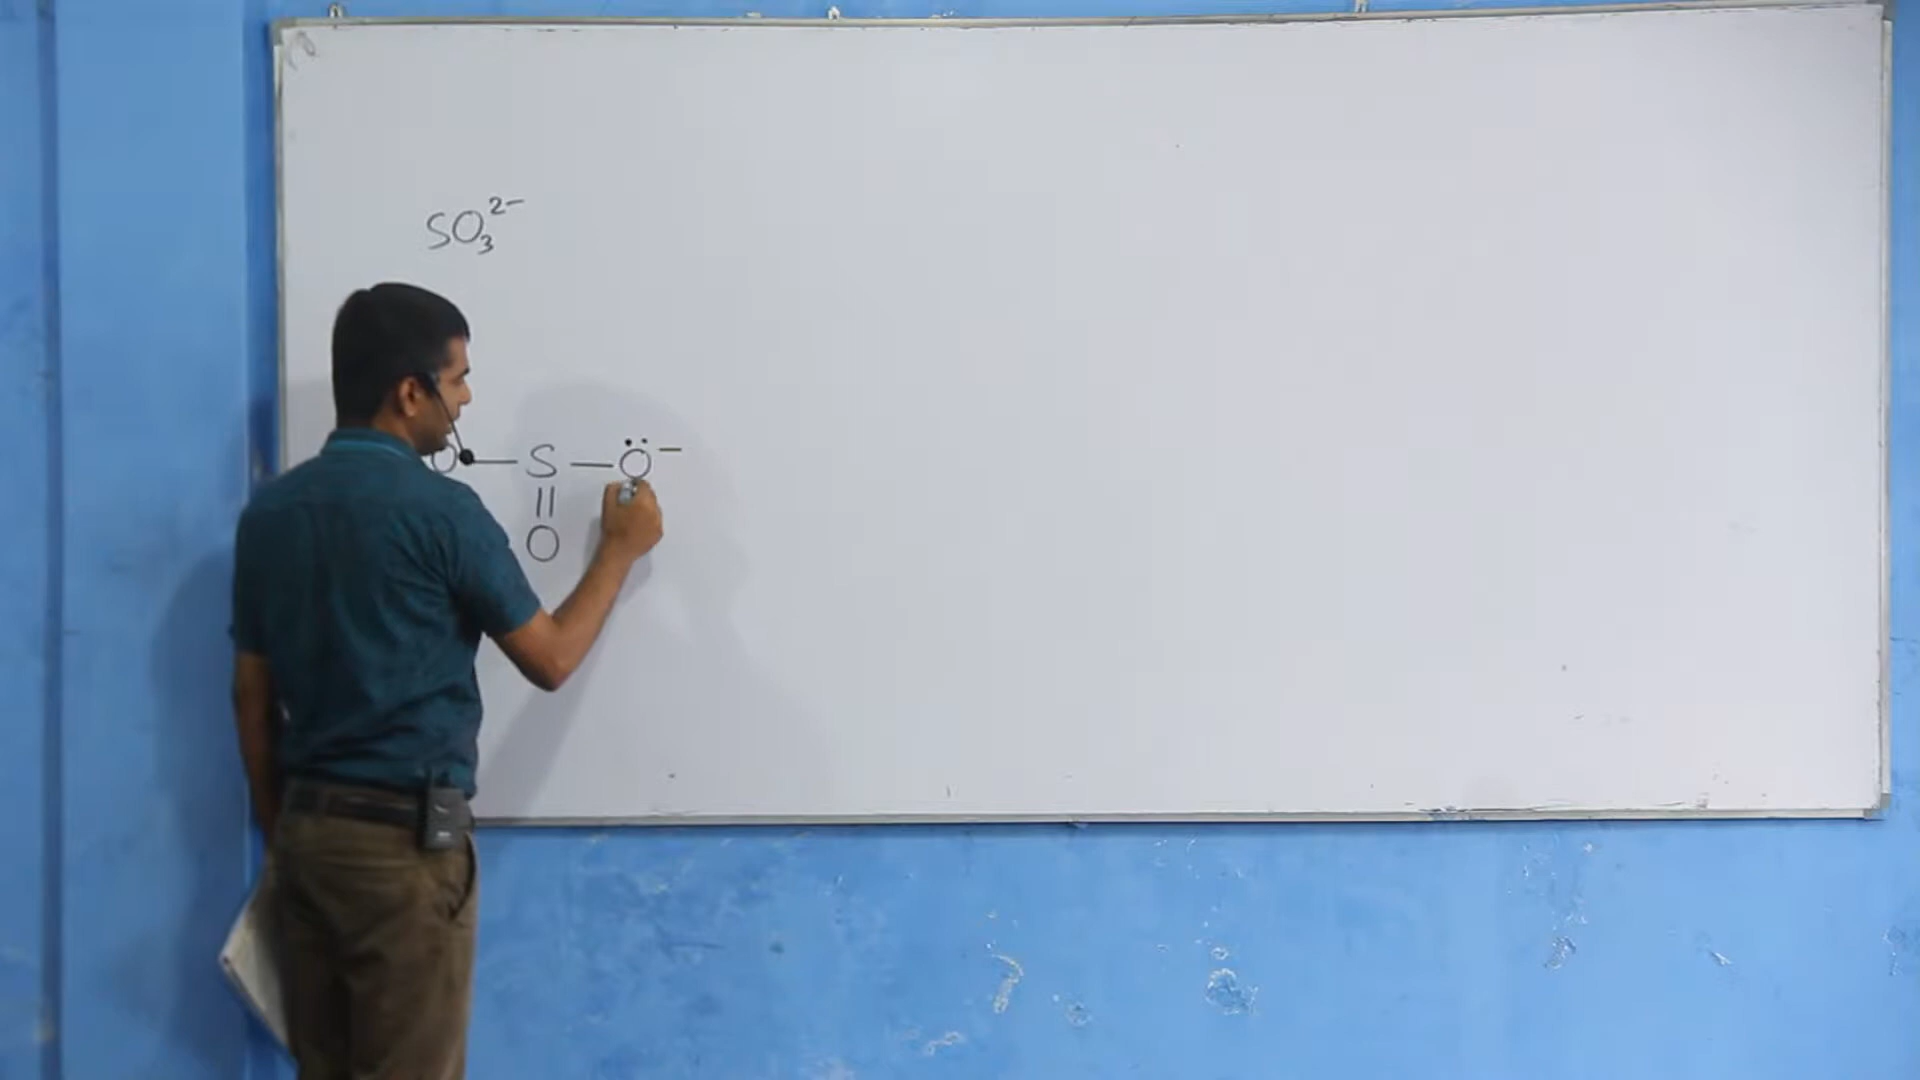 SO₃²⁻
O — S — Ö⁻
||
O